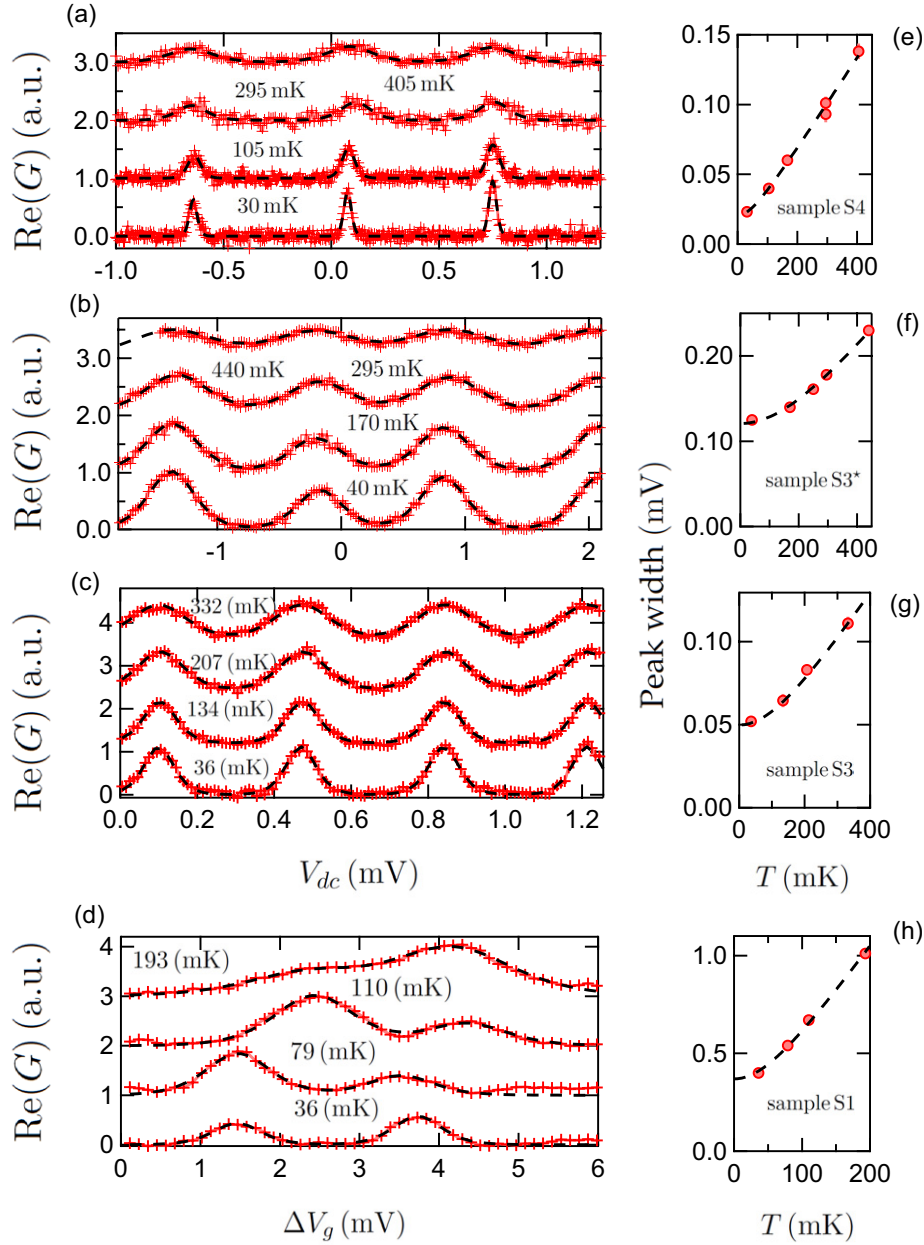 (a)
Re(G) (a.u.)
3.0
2.0
1.0
0.0
295 mK
405 mK
105 mK
30 mK
-1.0
-0.5
0.0
0.5
1.0
(e)
0.15
0.10
0.05
0.00
sample S4
0
200
400
(b)
Re(G) (a.u.)
3.0
2.0
1.0
0.0
440 mK
295 mK
170 mK
40 mK
-1
0
1
2
(f)
0.20
0.10
0.00
sample S3*
0
200
400
Peak width (mV)
(c)
Re(G) (a.u.)
4
3
2
1
0
332 (mK)
207 (mK)
134 (mK)
36 (mK)
0.0
0.2
0.4
0.6
0.8
1.0
1.2
V_dc (mV)
(g)
0.10
0.05
0.00
sample S3
0
200
400
T (mK)
(d)
Re(G) (a.u.)
4
3
2
1
0
193 (mK)
110 (mK)
79 (mK)
36 (mK)
0
1
2
3
4
5
6
ΔV_g (mV)
(h)
1.0
0.5
0.0
sample S1
0
100
200
T (mK)